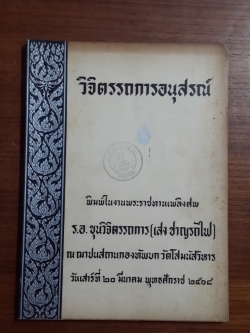 วิจิตรรถการอนุสรณ์
พิมพ์ในงานพระราชทานเพลิงศพ
ร.อ. ขุนวิจิตรรถการ (เส่ง ชาญรถไฟ)
ณ ฌาปนสถานกองทัพบก วัดโสมนัสวิหาร
วันเสาร์ที่ ๒๐ มีนาคม พุทธศักราช ๒๕๐๘